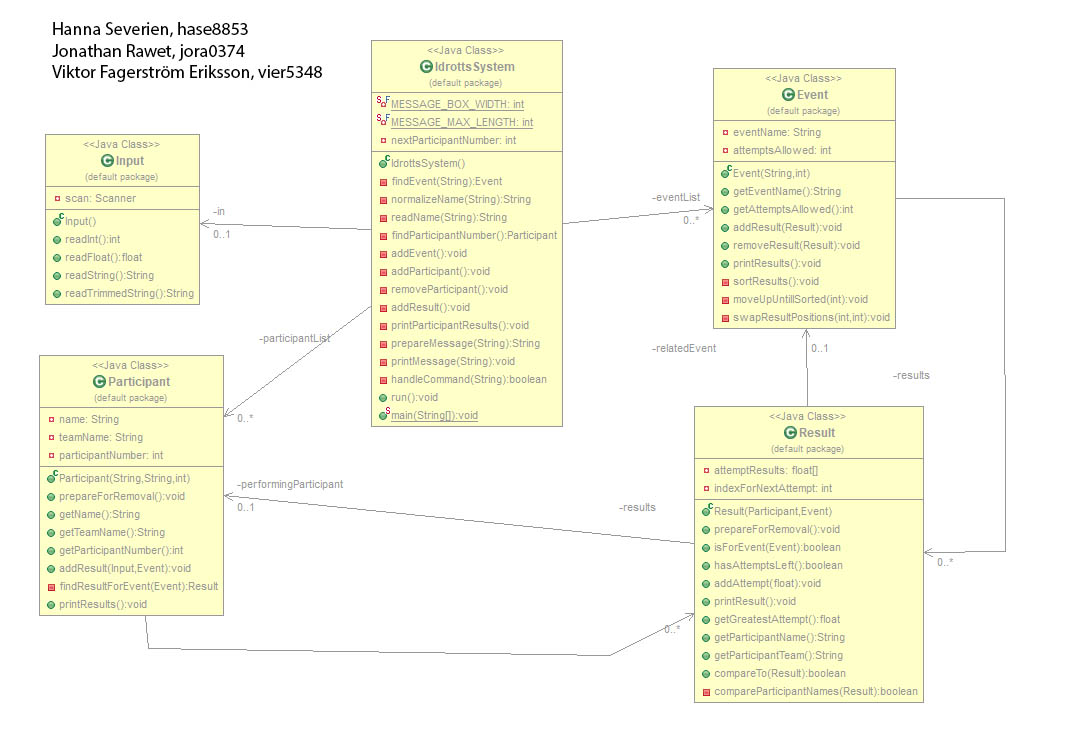 Hanna Severien, hase8853
Jonathan Rawet, jora0374
Viktor Fagerström Eriksson, vier5348
<<Java Class>>
IdrottsSystem
(default package)
MESSAGE_BOX_WIDTH: int
MESSAGE_MAX_LENGTH: int
nextParticipantNumber: int
IdrottsSystem()
findEvent(String):Event
normalizeName(String):String
readName(String):String
findParticipantNumber():Participant
addEvent():void
addParticipant():void
removeParticipant():void
addResult():void
printParticipantResults():void
prepareMessage(String):String
printMessage(String):void
handleCommand(String):boolean
run():void
main(String[]):void
<<Java Class>>
Event
(default package)
eventName: String
attemptsAllowed: int
Event(String,int)
getEventName():String
getAttemptsAllowed():int
addResult(Result):void
removeResult(Result):void
printResults():void
sortResults():void
moveUpUntillSorted(int):void
swapResultPositions(int,int):void
<<Java Class>>
Input
(default package)
scan: Scanner
Input()
readInt():int
readFloat():float
readString():String
readTrimmedString():String
-in
0..1
-eventList
0..*
-participantList
0..*
-relatedEvent
0..1
-results
<<Java Class>>
Participant
(default package)
name: String
teamName: String
participantNumber: int
Participant(String,String,int)
prepareForRemoval():void
getName():String
getTeamName():String
getParticipantNumber():int
addResult(Input,Event):void
findResultForEvent(Event):Result
printResults():void
-performingParticipant
0..1
-results
0..*
<<Java Class>>
Result
(default package)
attemptResults: float[]
indexForNextAttempt: int
Result(Participant,Event)
prepareForRemoval():void
isForEvent(Event):boolean
hasAttemptsLeft():boolean
addAttempt(float):void
printResult():void
getGreatestAttempt():float
getParticipantName():String
getParticipantTeam():String
compareTo(Result):boolean
compareParticipantNames(Result):boolean
0..*